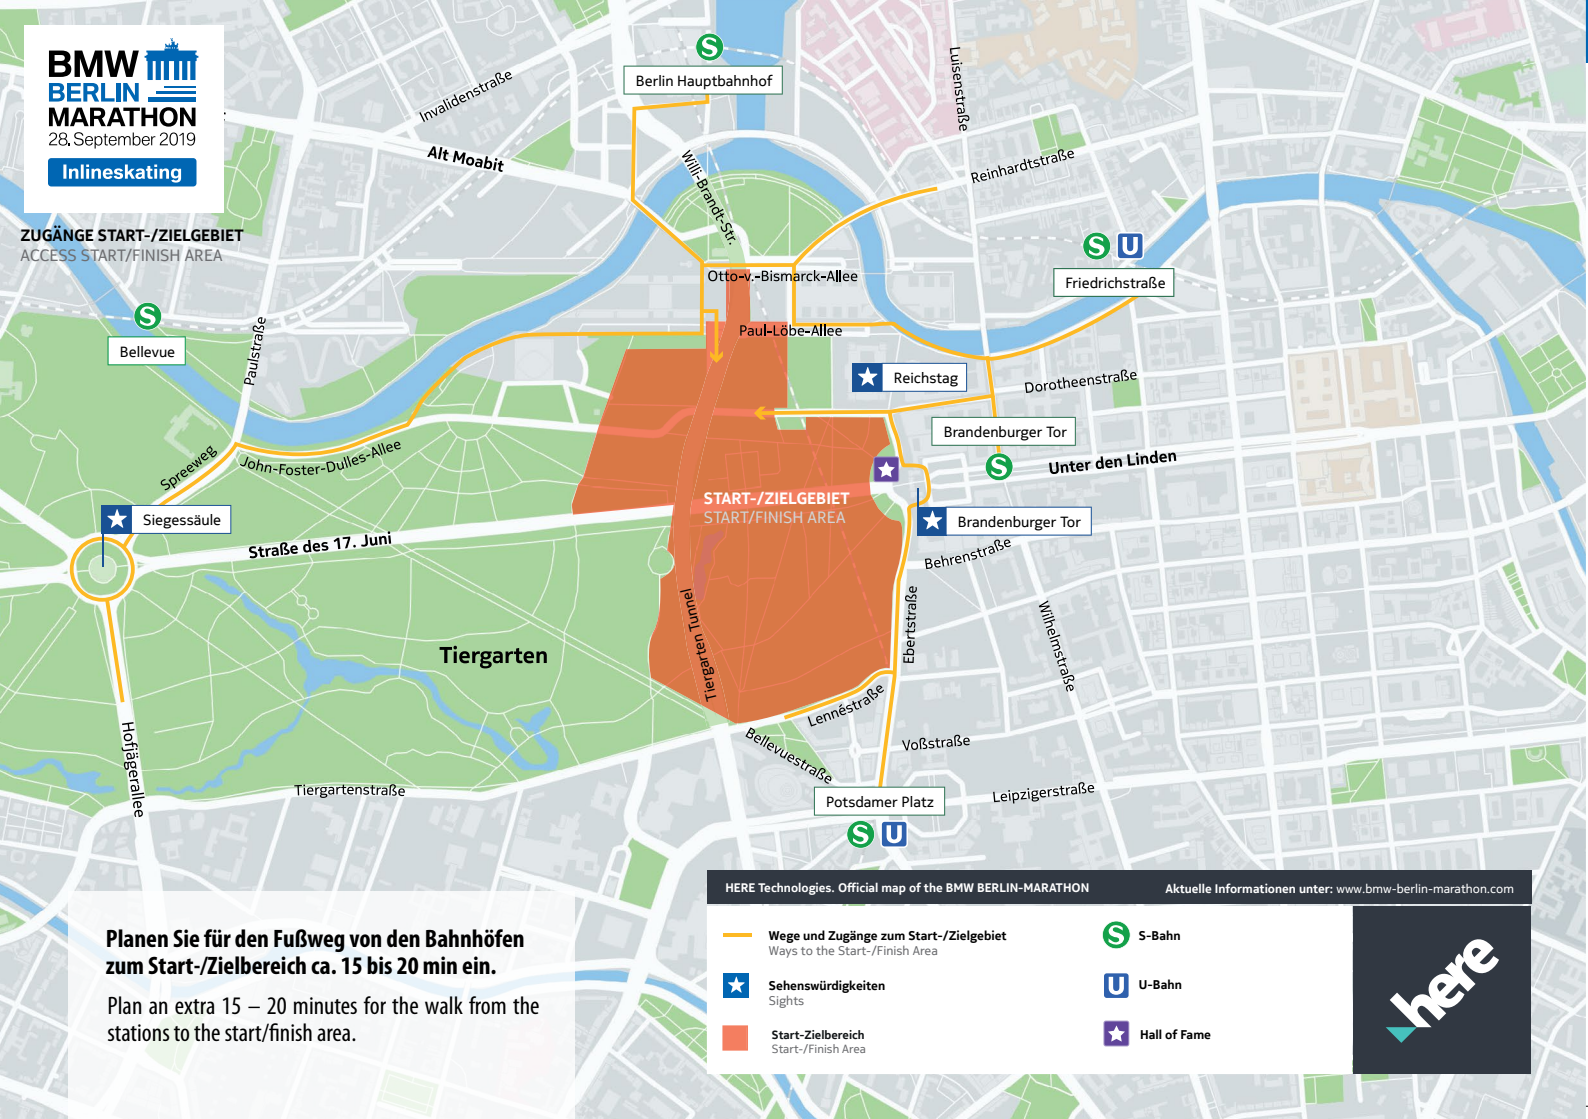 BMW
BERLIN
MARATHON
28. September 2019
Inlineskating
ZUGÄNGE START-/ZIELGEBIET
ACCESS START/FINISH AREA
S
Berlin Hauptbahnhof
Invalidenstraße
Alt Moabit
Willi-Brandt-Str.
Luisenstraße
Reinhardtstraße
S U
Friedrichstraße
Otto-v.-Bismarck-Allee
Paul-Löbe-Allee
S
Bellevue
Paulstraße
Reichstag
Dorotheenstraße
Brandenburger Tor
S
Unter den Linden
Spreeweg
John-Foster-Dulles-Allee
START-/ZIELGEBIET
START/FINISH AREA
Siegessäule
Brandenburger Tor
Straße des 17. Juni
Behrenstraße
Tiergarten
Tiergarten Tunnel
Ebertstraße
Wilhelmstraße
Lennéstraße
Hofjägerallee
Bellevuestraße
Voßstraße
Tiergartenstraße
Potsdamer Platz
S U
Leipzigerstraße
HERE Technologies. Official map of the BMW BERLIN-MARATHON
Aktuelle Informationen unter: www.bmw-berlin-marathon.com
Wege und Zugänge zum Start-/Zielgebiet
Ways to the Start-/Finish Area
Sehenswürdigkeiten
Sights
Start-Zielbereich
Start-/Finish Area
S S-Bahn
U U-Bahn
Hall of Fame
here
Planen Sie für den Fußweg von den Bahnhöfen
zum Start-/Zielbereich ca. 15 bis 20 min ein.
Plan an extra 15 – 20 minutes for the walk from the
stations to the start/finish area.